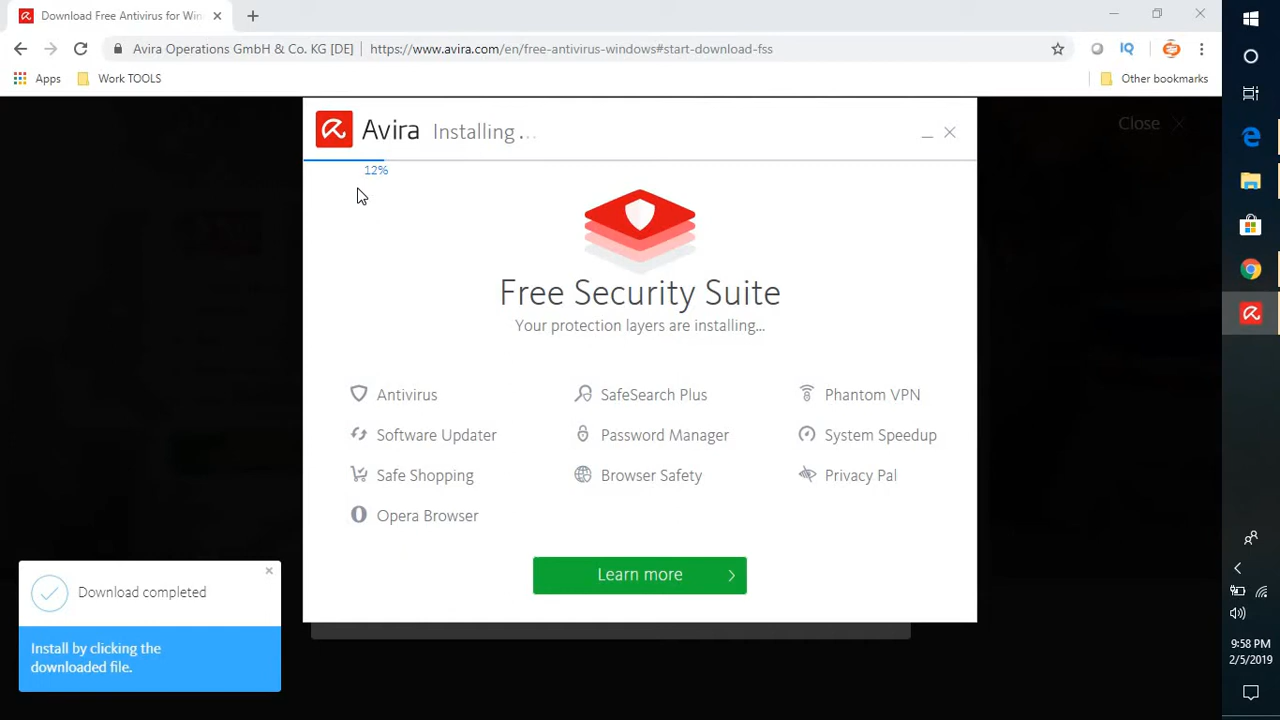 Download Free Antivirus for Win
Avira Operations GmbH & Co. KG [DE] https://www.avira.com/en/free-antivirus-windows#start-download-fss
IQ
Apps Work TOOLS Other bookmarks
Avira Installing ...
Close
12%
Free Security Suite
Your protection layers are installing...
Antivirus SafeSearch Plus Phantom VPN
Software Updater Password Manager System Speedup
Safe Shopping Browser Safety Privacy Pal
Opera Browser
Learn more
Download completed
Install by clicking the
downloaded file.
9:58 PM
2/5/2019